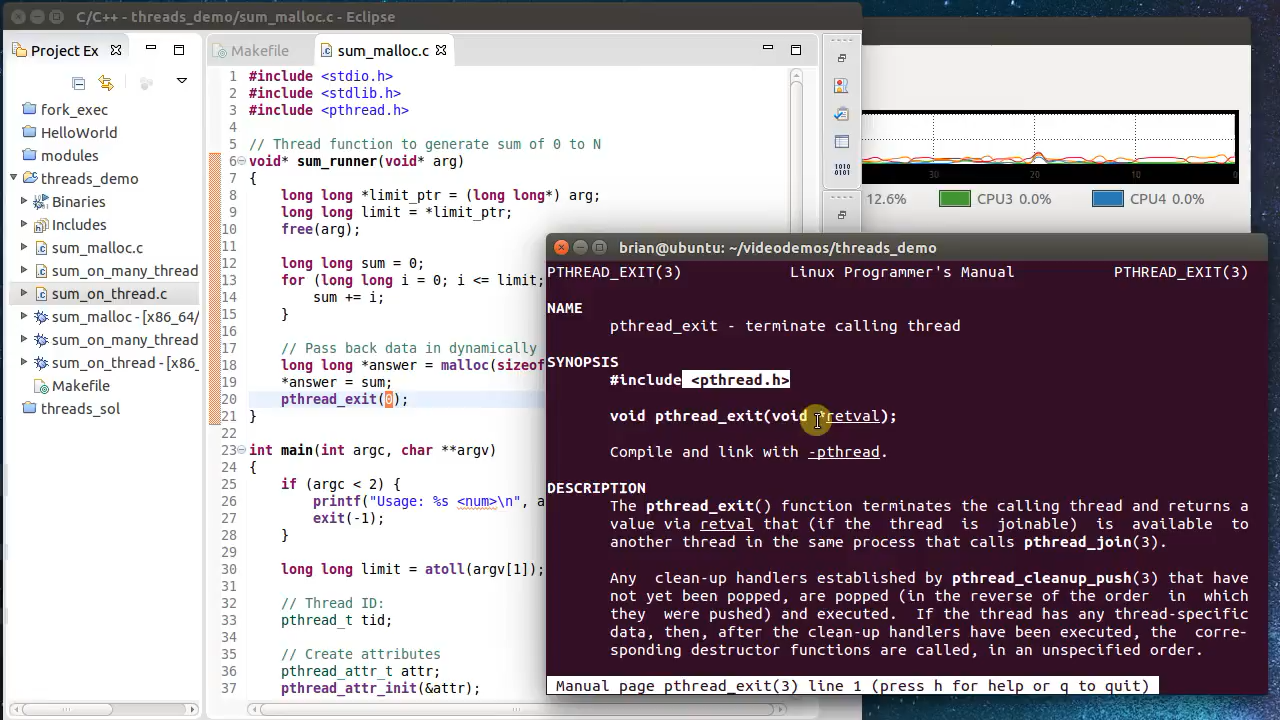 C/C++ - threads_demo/sum_malloc.c - Eclipse
Project Ex
fork_exec
HelloWorld
modules
threads_demo
Binaries
Includes
sum_malloc.c
sum_on_many_thread
sum_on_thread.c
sum_malloc - [x86_64/
sum_on_many_thread
sum_on_thread - [x86
Makefile
threads_sol
Makefile
sum_malloc.c
1 #include <stdio.h>
2 #include <stdlib.h>
3 #include <pthread.h>
4
5 // Thread function to generate sum of 0 to N
6 void* sum_runner(void* arg)
7 {
8 long long *limit_ptr = (long long*) arg;
9 long long limit = *limit_ptr;
10 free(arg);
11
12 long long sum = 0;
13 for (long long i = 0; i <= limit;
14 sum += i;
15 }
16
17 // Pass back data in dynamically
18 long long *answer = malloc(sizeof
19 *answer = sum;
20 pthread_exit(0);
21 }
22
23 int main(int argc, char **argv)
24 {
25 if (argc < 2) {
26 printf("Usage: %s <num>\n", a
27 exit(-1);
28 }
29
30 long long limit = atoll(argv[1]);
31
32 // Thread ID:
33 pthread_t tid;
34
35 // Create attributes
36 pthread_attr_t attr;
37 pthread_attr_init(&attr);
1010
0101
30 20 10 0
12.6% CPU3 0.0% CPU4 0.0%
brian@ubuntu: ~/videodemos/threads_demo
PTHREAD_EXIT(3) Linux Programmer's Manual PTHREAD_EXIT(3)
NAME
pthread_exit - terminate calling thread
SYNOPSIS
#include <pthread.h>
void pthread_exit(void *retval);
Compile and link with -pthread.
DESCRIPTION
The pthread_exit() function terminates the calling thread and returns a
value via retval that (if the thread is joinable) is available to
another thread in the same process that calls pthread_join(3).
Any clean-up handlers established by pthread_cleanup_push(3) that have
not yet been popped, are popped (in the reverse of the order in which
they were pushed) and executed. If the thread has any thread-specific
data, then, after the clean-up handlers have been executed, the corre-
sponding destructor functions are called, in an unspecified order.
Manual page pthread_exit(3) line 1 (press h for help or q to quit)